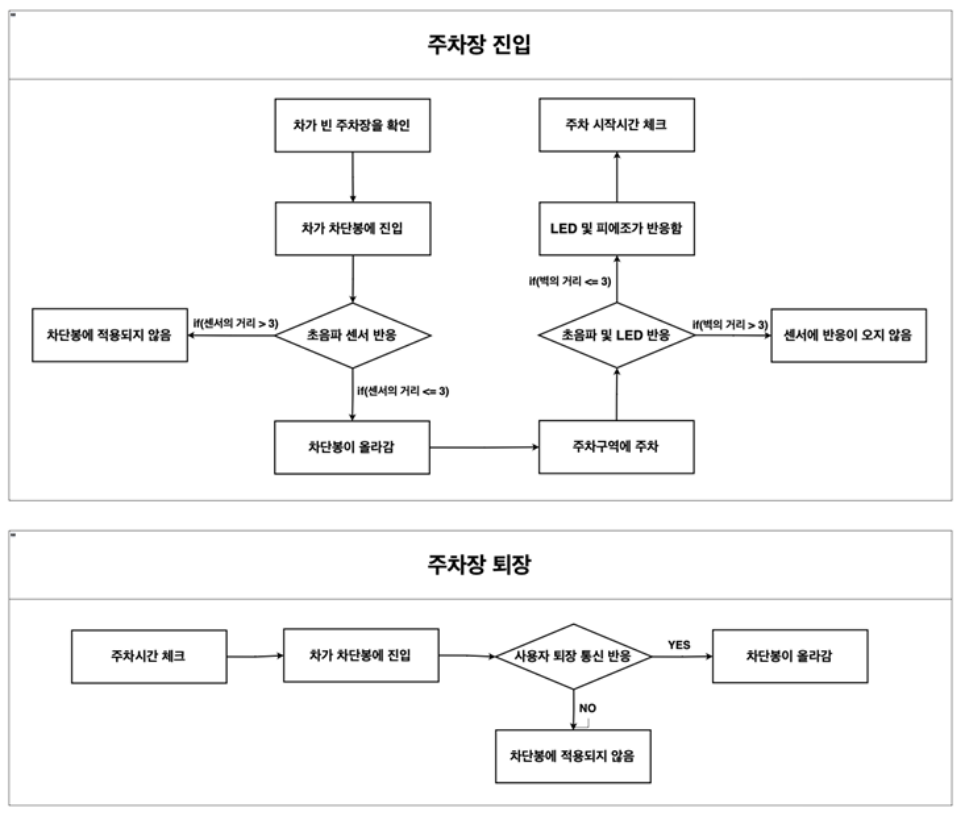 주차장 진입
차가 빈 주차장을 확인
차가 차단봉에 진입
초음파 센서 반응
if(센서의 거리 > 3)
차단봉에 적용되지 않음
if(센서의 거리 <= 3)
차단봉이 올라감
주차구역에 주차
초음파 및 LED 반응
if(벽의 거리 > 3)
센서에 반응이 오지 않음
if(벽의 거리 <= 3)
LED 및 피에조가 반응함
주차 시작시간 체크
주차장 퇴장
주차시간 체크
차가 차단봉에 진입
사용자 퇴장 통신 반응
YES
차단봉이 올라감
NO
차단봉에 적용되지 않음